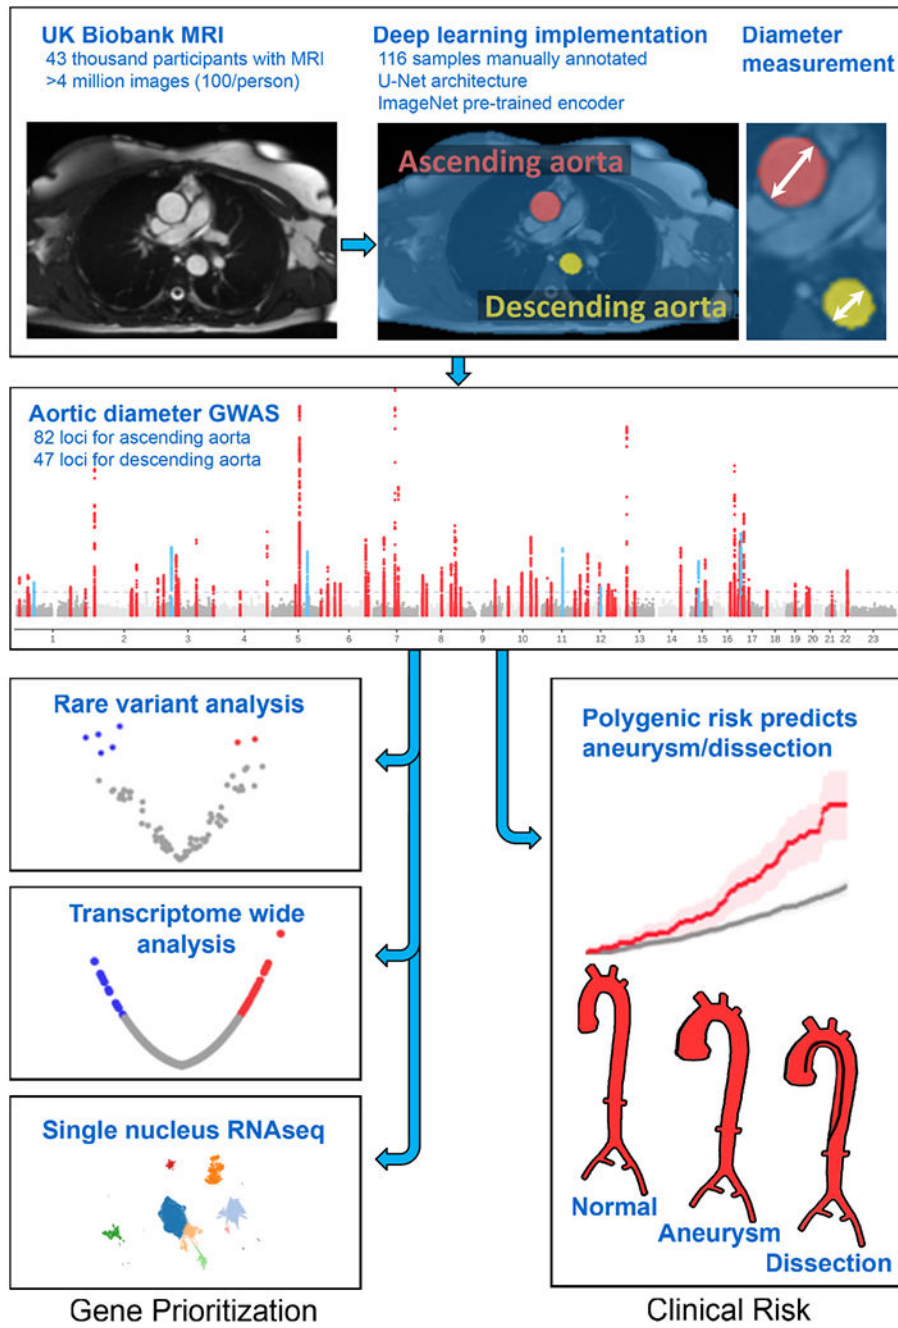 UK Biobank MRI
43 thousand participants with MRI
>4 million images (100/person)
Deep learning implementation
116 samples manually annotated
U-Net architecture
ImageNet pre-trained encoder
Diameter
measurement
Ascending aorta
Descending aorta
Aortic diameter GWAS
82 loci for ascending aorta
47 loci for descending aorta
1 2 3 4 5 6 7 8 9 10 11 12 13 14 15 16 17 18 19 20 21 22 23
Rare variant analysis
Transcriptome wide
analysis
Single nucleus RNAseq
Gene Prioritization
Polygenic risk predicts
aneurysm/dissection
Normal
Aneurysm
Dissection
Clinical Risk